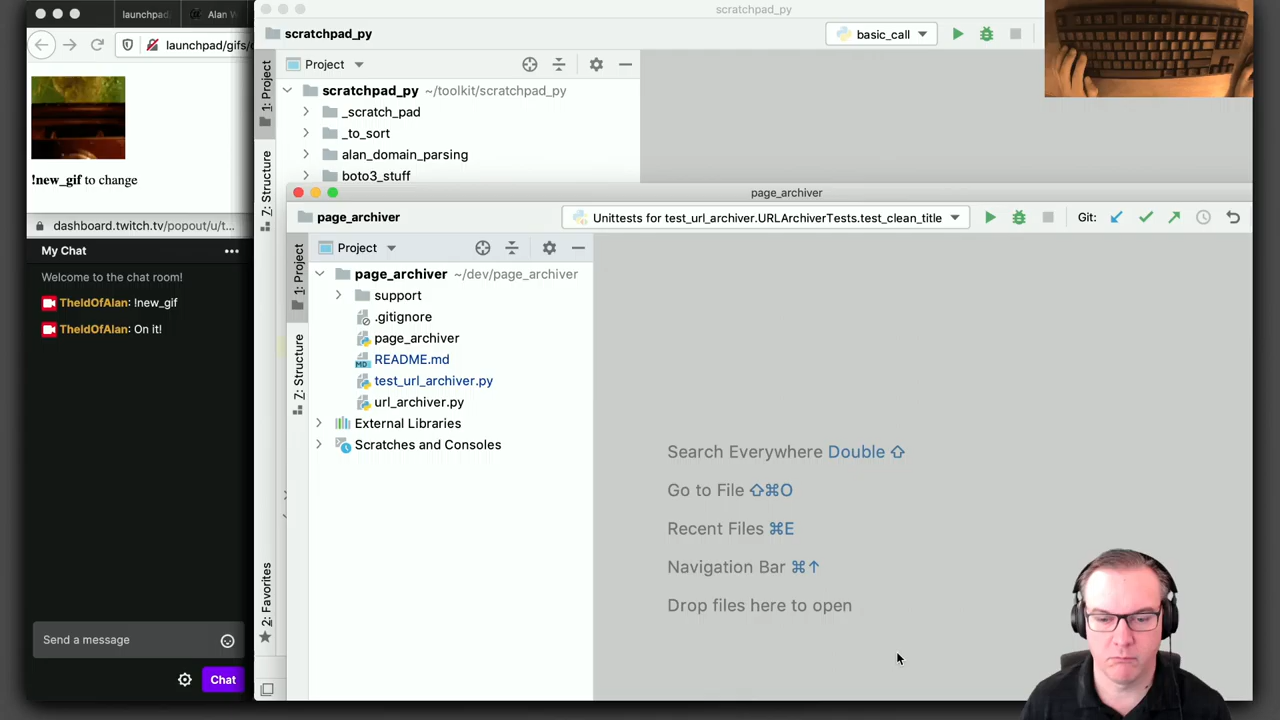 launchpad
Alan W
launchpad/gifs/
!new_gif to change
dashboard.twitch.tv/popout/u/t...
My Chat
Welcome to the chat room!
TheIdOfAlan: !new_gif
TheIdOfAlan: On it!
Send a message
Chat
scratchpad_py
scratchpad_py
basic_call
1: Project
Project
scratchpad_py ~/toolkit/scratchpad_py
_scratch_pad
_to_sort
alan_domain_parsing
boto3_stuff
Z: Structure
2: Favorites
page_archiver
page_archiver
Unittests for test_url_archiver.URLArchiverTests.test_clean_title
Git:
1: Project
Project
Z: Structure
page_archiver ~/dev/page_archiver
support
.gitignore
page_archiver
README.md
test_url_archiver.py
url_archiver.py
External Libraries
Scratches and Consoles
Search Everywhere Double ⇧
Go to File ⇧⌘O
Recent Files ⌘E
Navigation Bar ⌘↑
Drop files here to open